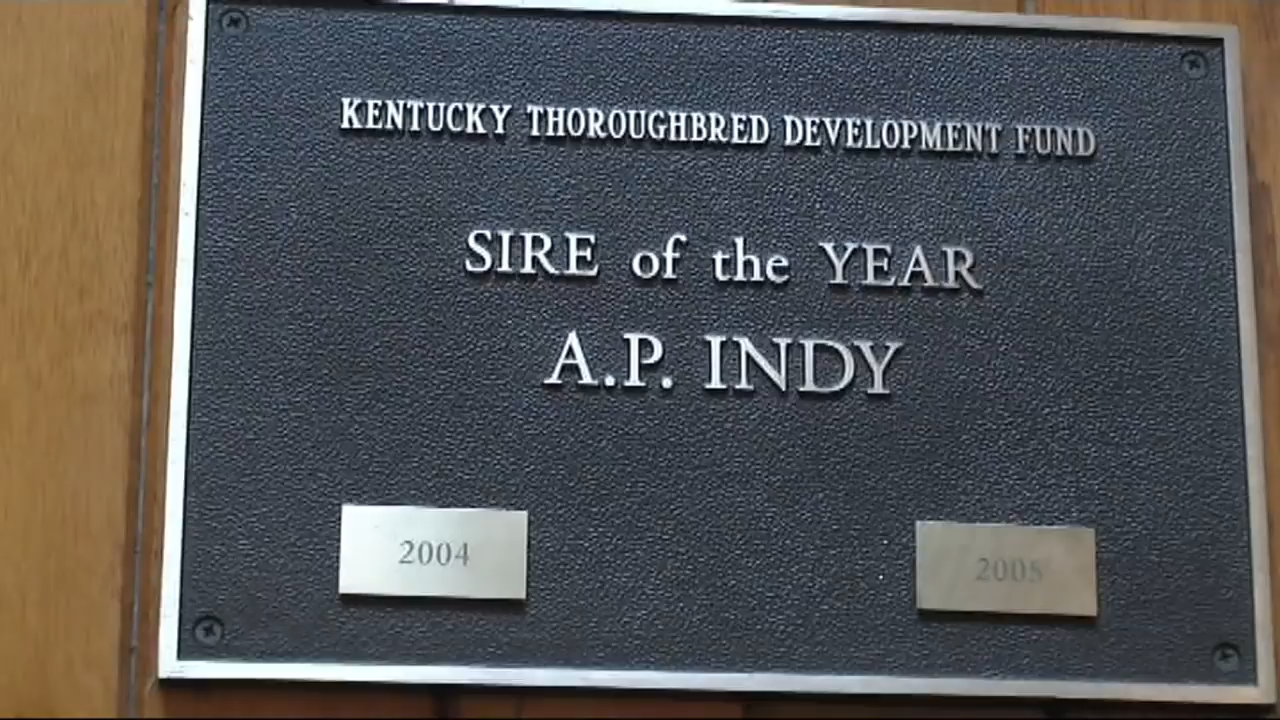 KENTUCKY THOROUGHBRED DEVELOPMENT FUND
SIRE of the YEAR
A.P. INDY
2004 2005